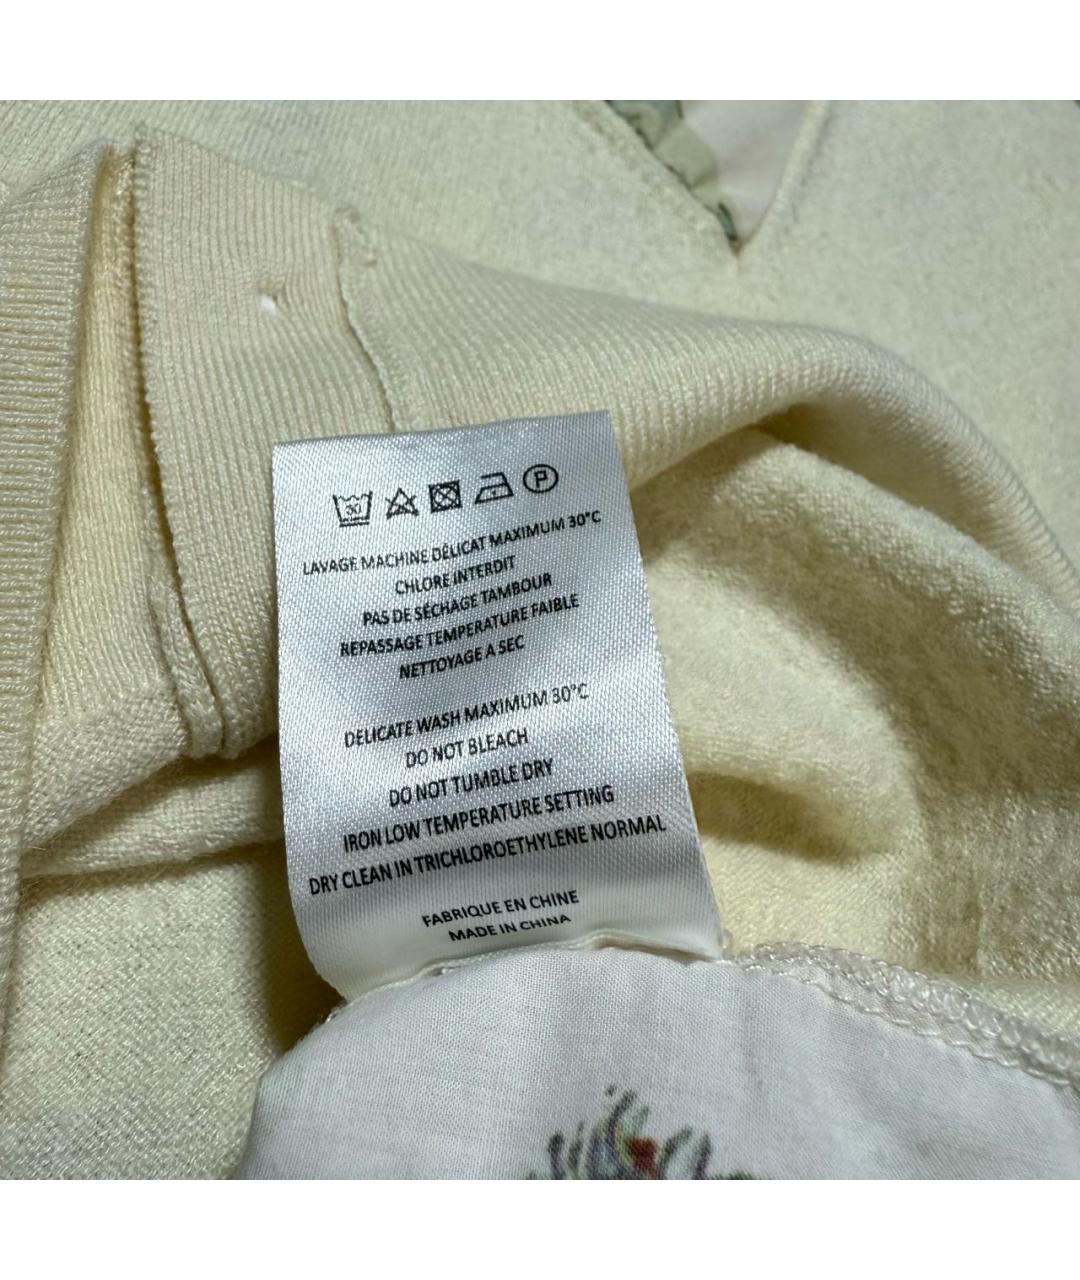 30
P
LAVAGE MACHINE DÉLICAT MAXIMUM 30°C
CHLORE INTERDIT
PAS DE SÉCHAGE TAMBOUR
REPASSAGE TEMPERATURE FAIBLE
NETTOYAGE A SEC
DELICATE WASH MAXIMUM 30°C
DO NOT BLEACH
DO NOT TUMBLE DRY
IRON LOW TEMPERATURE SETTING
DRY CLEAN IN TRICHLOROETHYLENE NORMAL
FABRIQUE EN CHINE
MADE IN CHINA